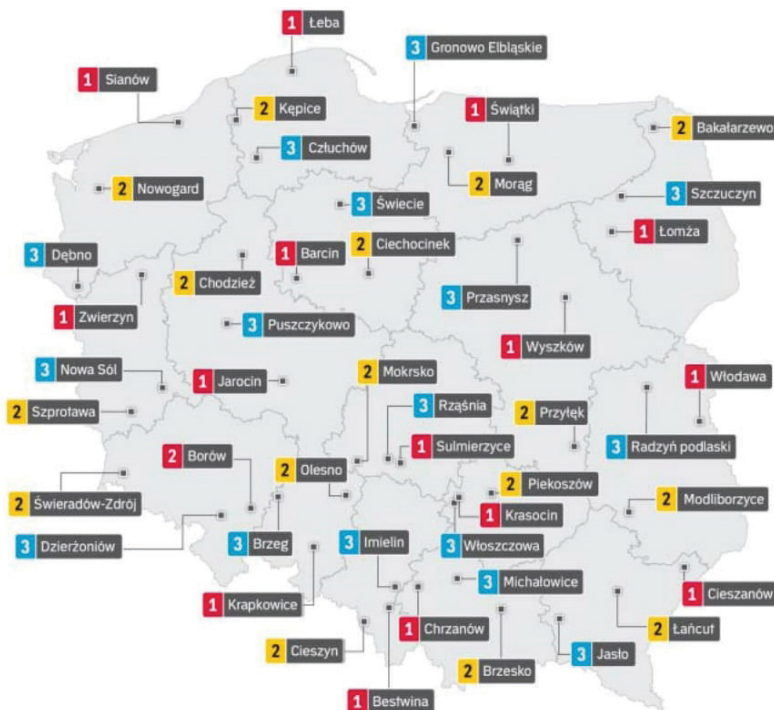 1 Łeba
3 Gronowo Elbląskie
1 Sianów
2 Kępice
1 Świątki
2 Bakałarzewo
3 Człuchów
2 Nowogard
2 Morąg
3 Szczuczyn
3 Świecie
1 Łomża
3 Dębno
1 Barcin
2 Ciechocinek
2 Chodzież
3 Przasnysz
1 Zwierzyn
3 Puszczykowo
1 Wyszków
3 Nowa Sól
1 Jarocin
2 Mokrsko
1 Włodawa
2 Szprotawa
3 Rząśnia
2 Przyłęk
1 Sulmierzyce
3 Radzyń podlaski
2 Borów
2 Olesno
2 Piekoszów
2 Świeradów-Zdrój
1 Krasocin
2 Modliborzyce
3 Dzierżoniów
3 Brzeg
3 Imielin
3 Włoszczowa
3 Michałowice
1 Cieszanów
1 Krapkowice
1 Chrzanów
2 Łańcut
2 Cieszyn
2 Brzesko
3 Jasło
1 Bestwina